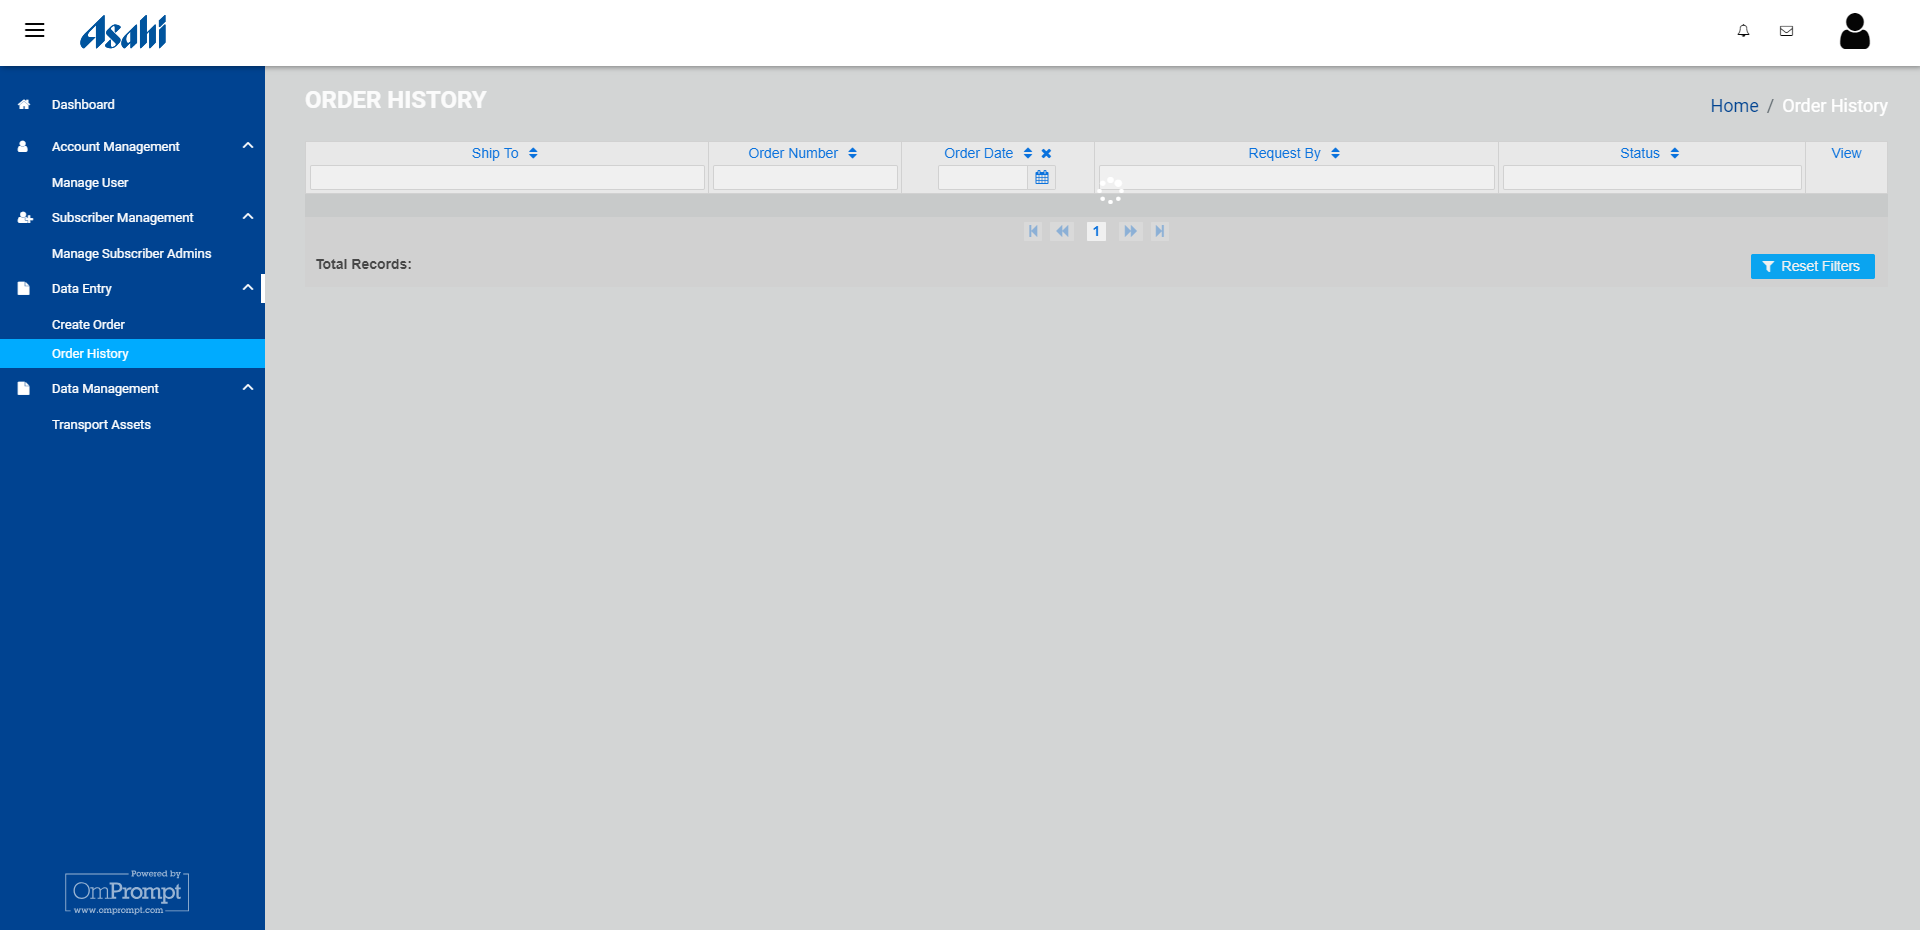 Asahi
Dashboard
Account Management
Manage User
Subscriber Management
Manage Subscriber Admins
Data Entry
Create Order
Order History
Data Management
Transport Assets
Powered by
OmPrompt
www.omprompt.com
ORDER HISTORY
Home / Order History
Ship To Order Number Order Date Request By Status View
1
Total Records:
Reset Filters